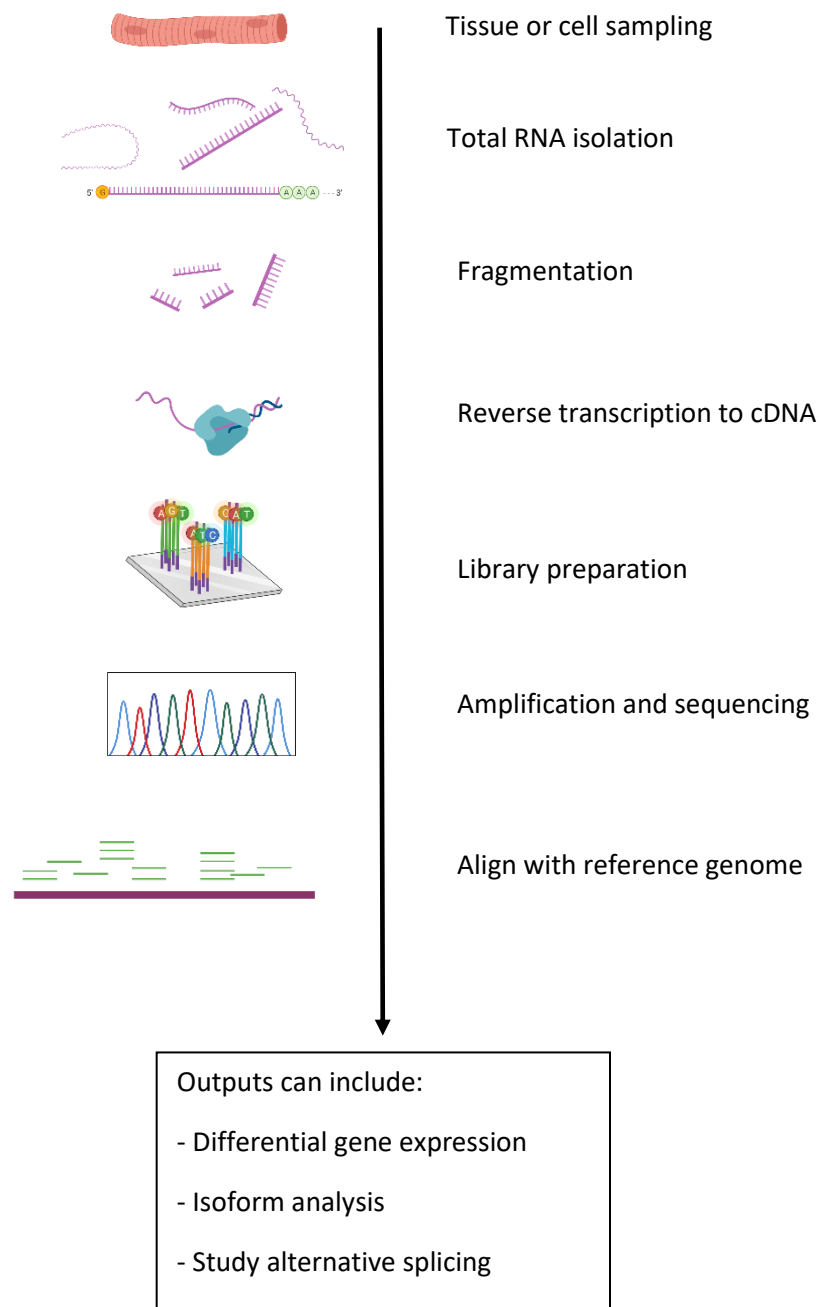 Tissue or cell sampling
Total RNA isolation
5' G A A A --- 3'
Fragmentation
Reverse transcription to cDNA
A G T C A T
A T C
Library preparation
Amplification and sequencing
Align with reference genome
Outputs can include:
- Differential gene expression
- Isoform analysis
- Study alternative splicing